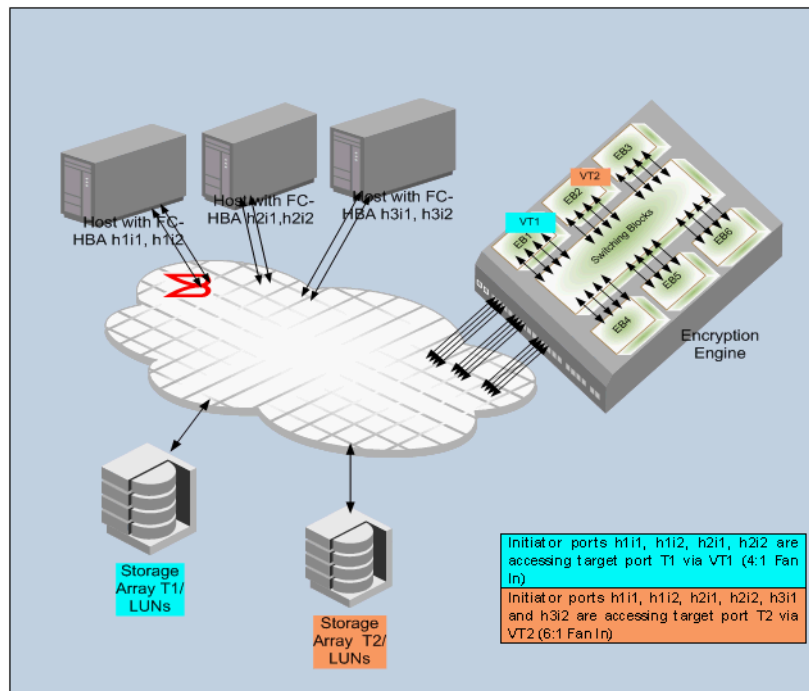 Host with FC-
HBA h1i1, h1i2
Host with FC-
HBA h2i1,h2i2
Host with FC-
HBA h3i1, h3i2
EB3
VT2
EB2
VT1
EB1
Switching Blocks
EB6
EB5
EB4
Encryption
Engine
Storage
Array T1/
LUNs
Storage
Array T2/
LUNs
Initiator ports h1i1, h1i2, h2i1, h2i2 are
accessing target port T1 via VT1 (4:1 Fan
In)
Initiator ports h1i1, h1i2, h2i1, h2i2, h3i1
and h3i2 are accessing target port T2 via
VT2 (6:1 Fan In)